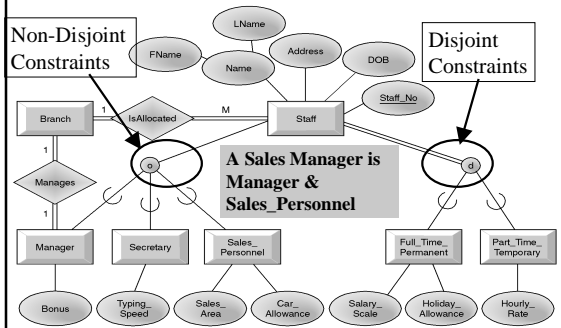 Non-Disjoint
Constraints
LName
FName
Name
Address
DOB
Disjoint
Constraints
Staff_No
Branch
1
IsAllocated
M
Staff
1
Manages
1
o
A Sales Manager is
Manager &
Sales_Personnel
d
Manager
Secretary
Sales_
Personnel
Full_Time_
Permanent
Part_Time_
Temporary
Bonus
Typing_
Speed
Sales_
Area
Car_
Allowance
Salary_
Scale
Holiday_
Allowance
Hourly_
Rate